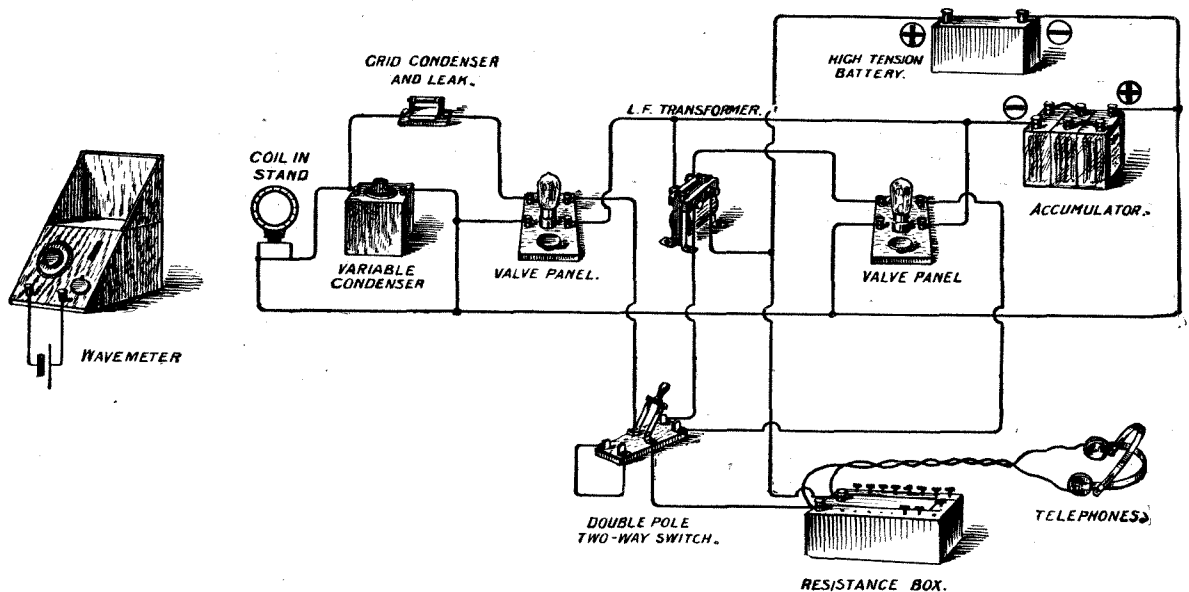 HIGH TENSION
BATTERY.
GRID CONDENSER
AND LEAK.
L.F. TRANSFORMER.
COIL IN
STAND
ACCUMULATOR.
VARIABLE
CONDENSER
VALVE PANEL.
VALVE PANEL
WAVEMETER
DOUBLE POLE
TWO-WAY SWITCH.
TELEPHONES
RESISTANCE BOX.